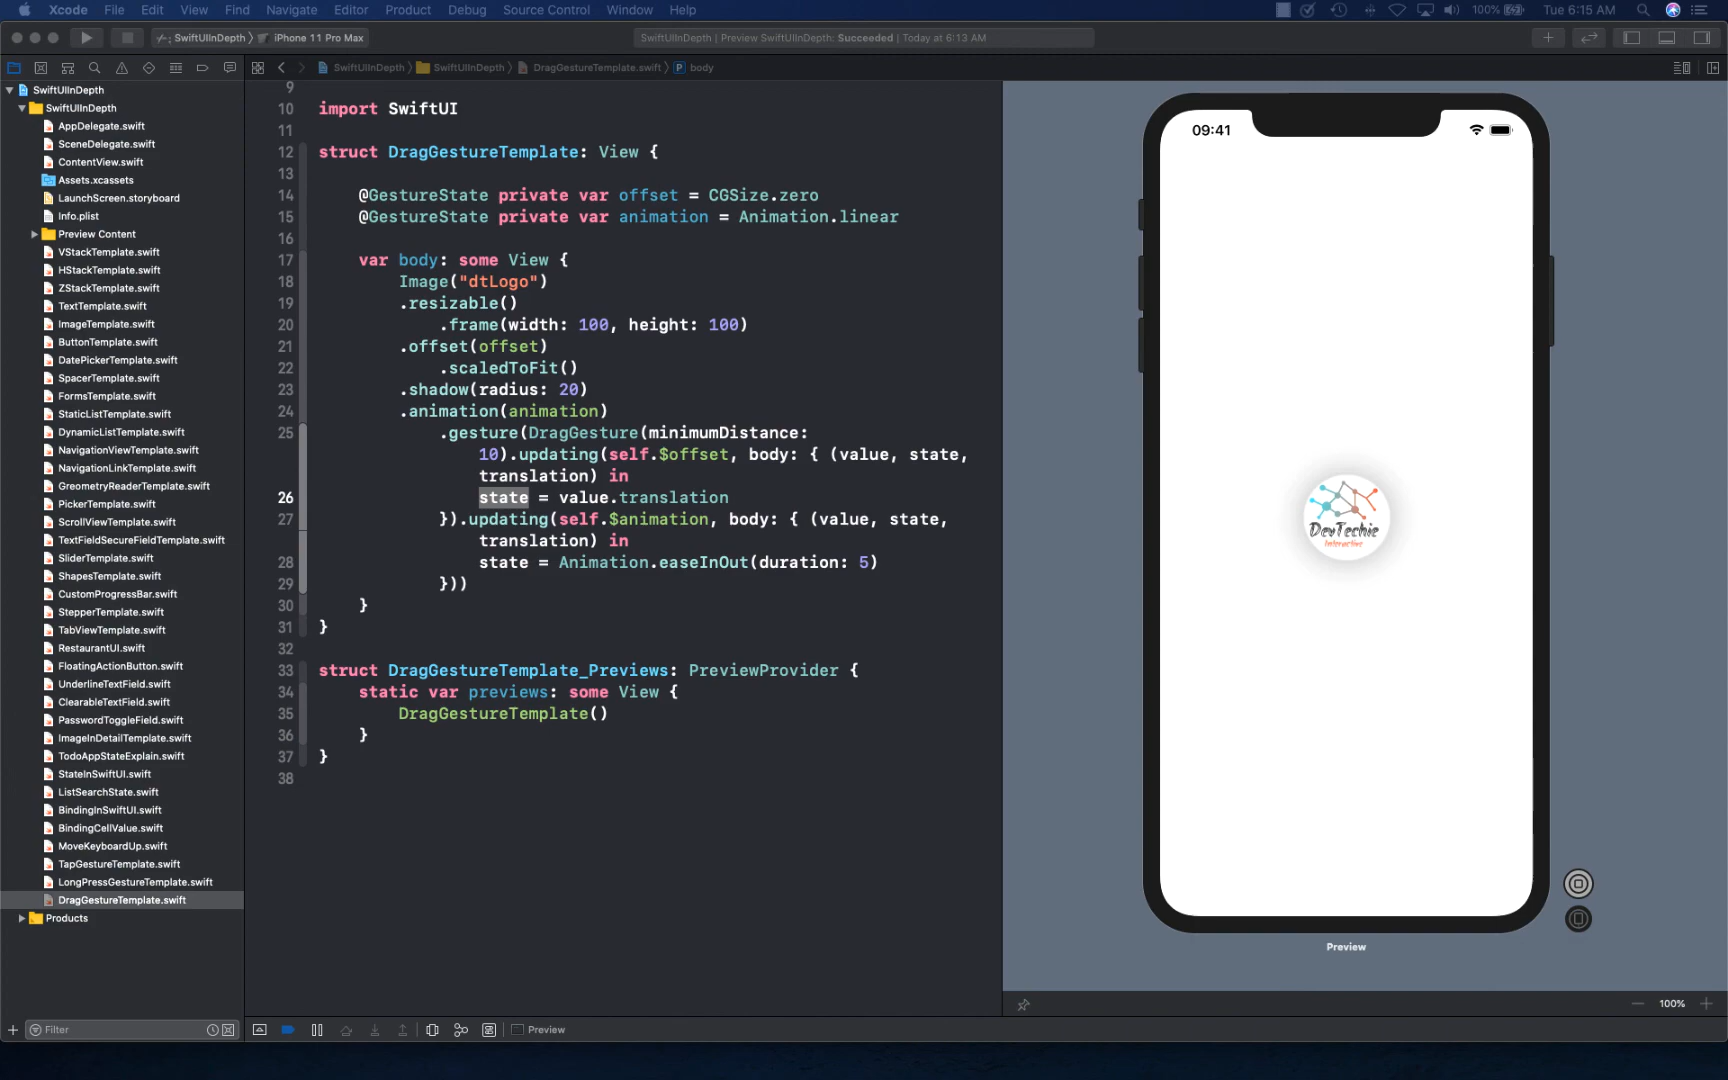 Xcode File Edit View Find Navigate Editor Product Debug Source Control Window Help 100% Tue 6:15 AM
SwiftUIInDepth iPhone 11 Pro Max SwiftUIInDepth | Preview SwiftUIInDepth: Succeeded | Today at 6:13 AM
SwiftUIInDepth SwiftUIInDepth DragGestureTemplate.swift P body
SwiftUIInDepth
SwiftUIInDepth
AppDelegate.swift
SceneDelegate.swift
ContentView.swift
Assets.xcassets
LaunchScreen.storyboard
Info.plist
Preview Content
VStackTemplate.swift
HStackTemplate.swift
ZStackTemplate.swift
TextTemplate.swift
ImageTemplate.swift
ButtonTemplate.swift
DatePickerTemplate.swift
SpacerTemplate.swift
FormsTemplate.swift
StaticListTemplate.swift
DynamicListTemplate.swift
NavigationViewTemplate.swift
NavigationLinkTemplate.swift
GreometryReaderTemplate.swift
PickerTemplate.swift
ScrollViewTemplate.swift
TextFieldSecureFieldTemplate.swift
SliderTemplate.swift
ShapesTemplate.swift
CustomProgressBar.swift
StepperTemplate.swift
TabViewTemplate.swift
RestaurantUI.swift
FloatingActionButton.swift
UnderlineTextField.swift
ClearableTextField.swift
PasswordToggleField.swift
ImageInDetailTemplate.swift
TodoAppStateExplain.swift
StateInSwiftUI.swift
ListSearchState.swift
BindingInSwiftUI.swift
BindingCellValue.swift
MoveKeyboardUp.swift
TapGestureTemplate.swift
LongPressGestureTemplate.swift
DragGestureTemplate.swift
Products
Filter
9
10 import SwiftUI
11
12 struct DragGestureTemplate: View {
13
14 @GestureState private var offset = CGSize.zero
15 @GestureState private var animation = Animation.linear
16
17 var body: some View {
18 Image("dtLogo")
19 .resizable()
20 .frame(width: 100, height: 100)
21 .offset(offset)
22 .scaledToFit()
23 .shadow(radius: 20)
24 .animation(animation)
25 .gesture(DragGesture(minimumDistance:
10).updating(self.$offset, body: { (value, state,
translation) in
26 state = value.translation
27 }).updating(self.$animation, body: { (value, state,
translation) in
28 state = Animation.easeInOut(duration: 5)
29 }))
30 }
31 }
32
33 struct DragGestureTemplate_Previews: PreviewProvider {
34 static var previews: some View {
35 DragGestureTemplate()
36 }
37 }
38
Preview
09:41
DevTechie
Interactive
Preview
100%